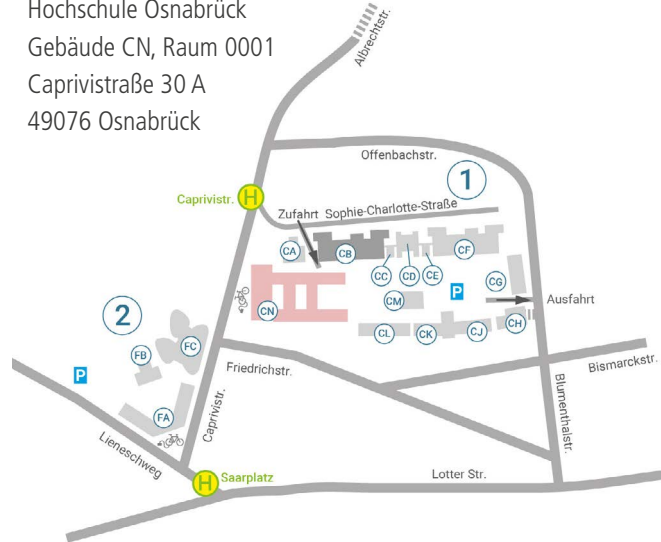 Hochschule Osnabrück
Gebäude CN, Raum 0001
Caprivistraße 30 A
49076 Osnabrück
Albrechtstr.
Offenbachstr.
1
Caprivistr. H
Zufahrt Sophie-Charlotte-Straße
CA
CB
CC
CD
CE
CF
CG
P
Ausfahrt
CM
CN
CL
CK
CJ
CH
2
FC
FB
P
FA
Friedrichstr.
Caprivistr.
Bismarckstr.
Blumenthalstr.
Lieneschweg
H Saarplatz
Lotter Str.